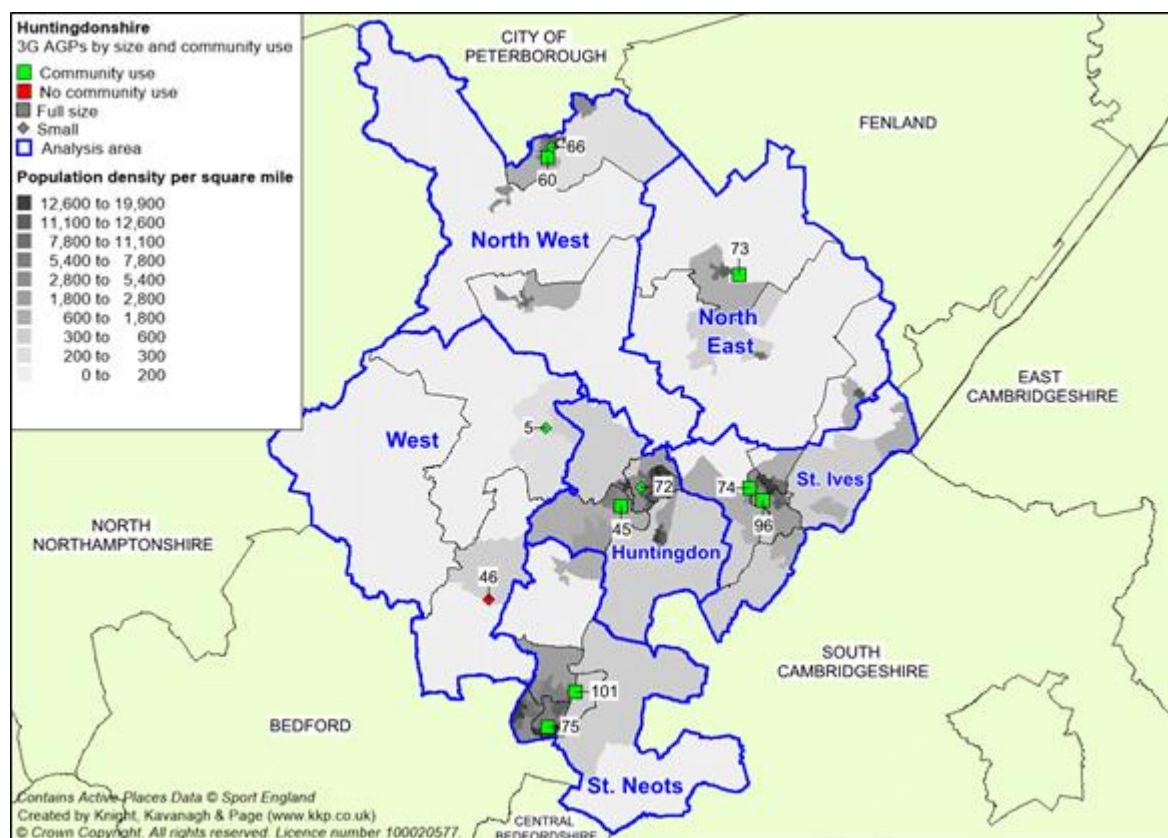 Huntingdonshire
3G AGPs by size and community use
Community use
No community use
Full size
Small
Analysis area
Population density per square mile
12,600 to 19,900
11,100 to 12,600
7,800 to 11,100
5,400 to 7,800
2,800 to 5,400
1,800 to 2,800
600 to 1,800
300 to 600
200 to 300
0 to 200
CITY OF
PETERBOROUGH
FENLAND
66
60
North West
73
North
East
EAST
CAMBRIDGESHIRE
5
West
72
74
St. Ives
45
96
Huntingdon
NORTH
NORTHAMPTONSHIRE
46
SOUTH
CAMBRIDGESHIRE
101
BEDFORD
75
St. Neots
CENTRAL
BEDFORDSHIRE
Contains Active Places Data © Sport England
Created by Knight, Kavanagh & Page (www.kkp.co.uk)
© Crown Copyright. All rights reserved. Licence number 100020577.